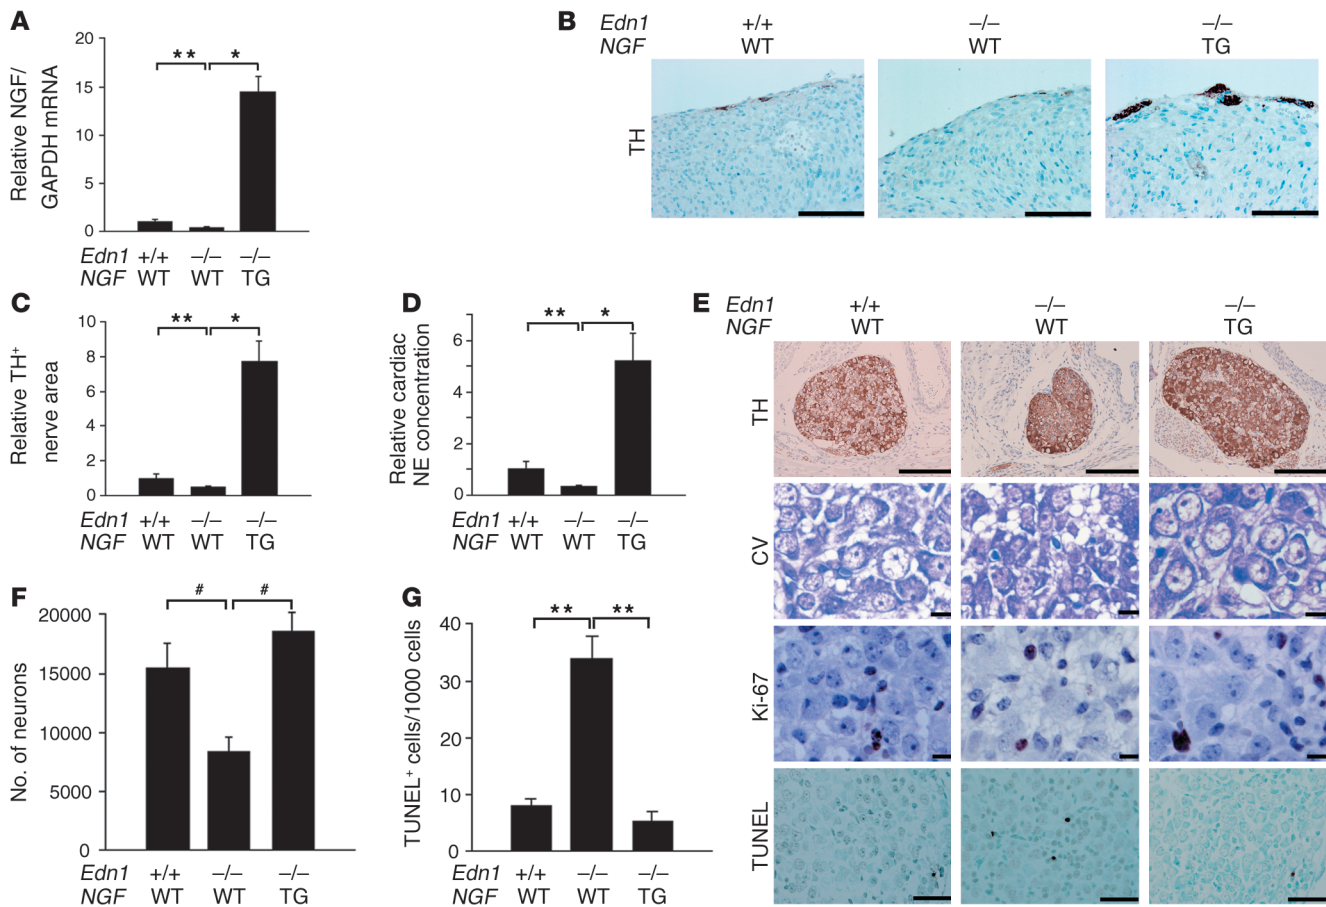 A
Relative NGF/
GAPDH mRNA
20
15
10
5
0
** *
Edn1 +/+ –/– –/–
NGF WT WT TG
B
Edn1 +/+ –/– –/–
NGF WT WT TG
TH
C
Relative TH+
nerve area
10
8
6
4
2
0
** *
Edn1 +/+ –/– –/–
NGF WT WT TG
D
Relative cardiac
NE concentration
6
4
2
0
** *
Edn1 +/+ –/– –/–
NGF WT WT TG
E
Edn1 +/+ –/– –/–
NGF WT WT TG
TH
CV
Ki-67
TUNEL
F
No. of neurons
20000
15000
10000
5000
0
# #
Edn1 +/+ –/– –/–
NGF WT WT TG
G
TUNEL+ cells/1000 cells
40
30
20
10
0
** **
Edn1 +/+ –/– –/–
NGF WT WT TG